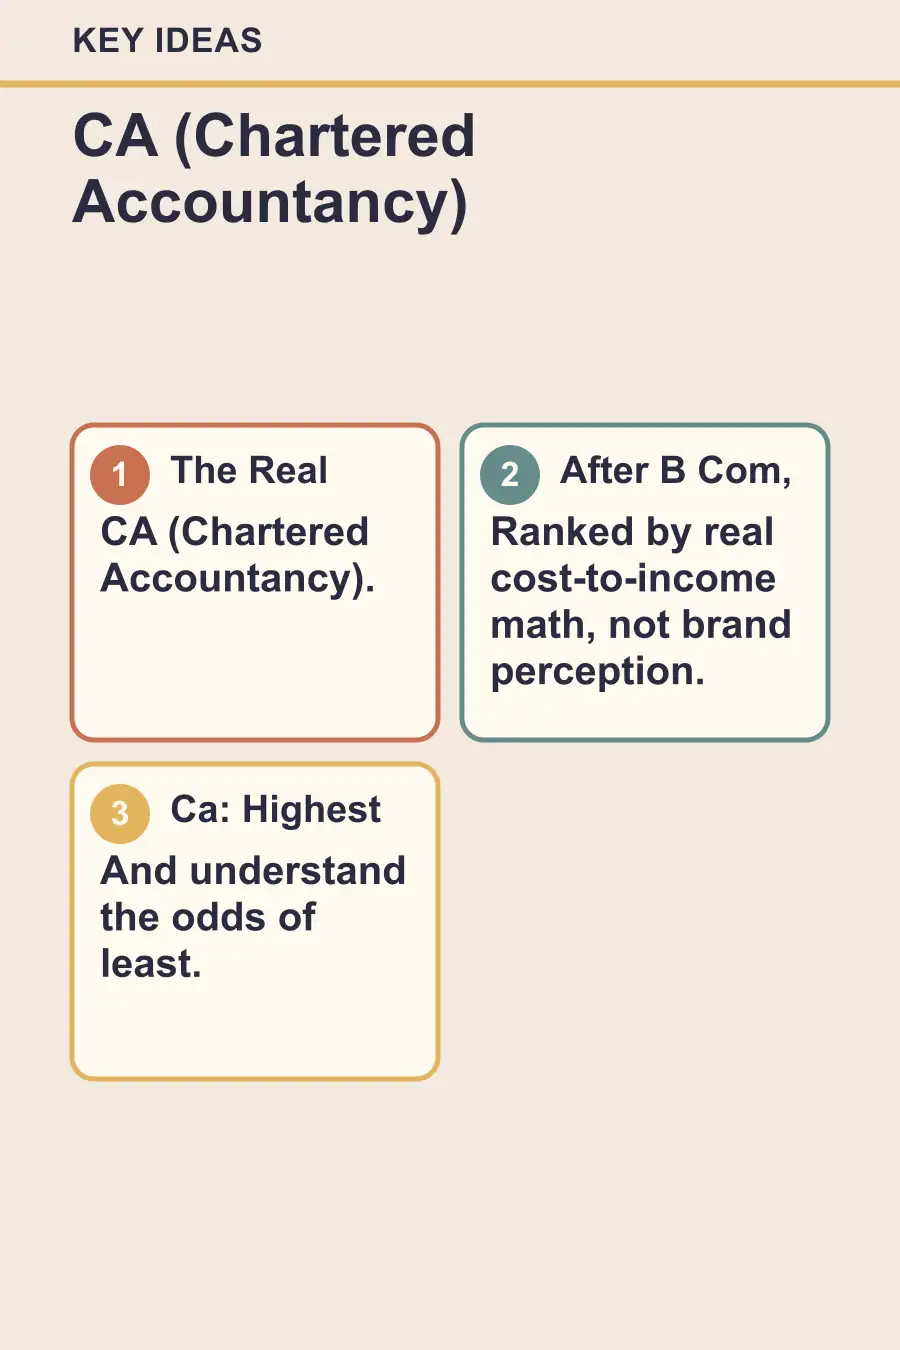 KEY IDEAS
CA (Chartered
Accountancy)
1 The Real
CA (Chartered
Accountancy).
2 After B Com,
Ranked by real
cost-to-income
math, not brand
perception.
3 Ca: Highest
And understand
the odds of
least.